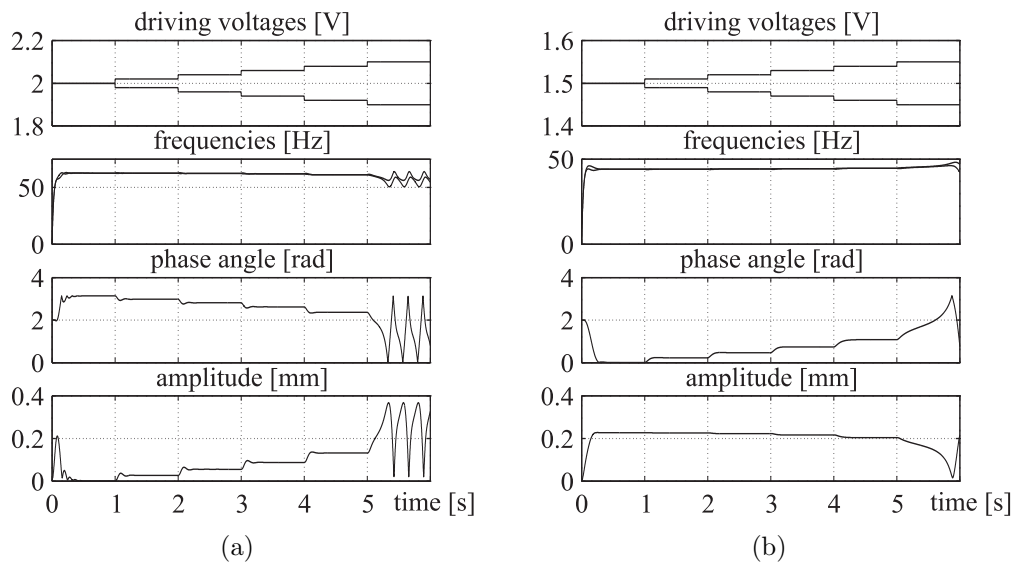 driving voltages [V]
2.2
2
1.8
frequencies [Hz]
50
0
phase angle [rad]
4
2
0
amplitude [mm]
0.4
0.2
0
0 1 2 3 4 5 time [s]
(a)
driving voltages [V]
1.6
1.5
1.4
frequencies [Hz]
50
0
phase angle [rad]
4
2
0
amplitude [mm]
0.4
0.2
0
0 1 2 3 4 5 time [s]
(b)